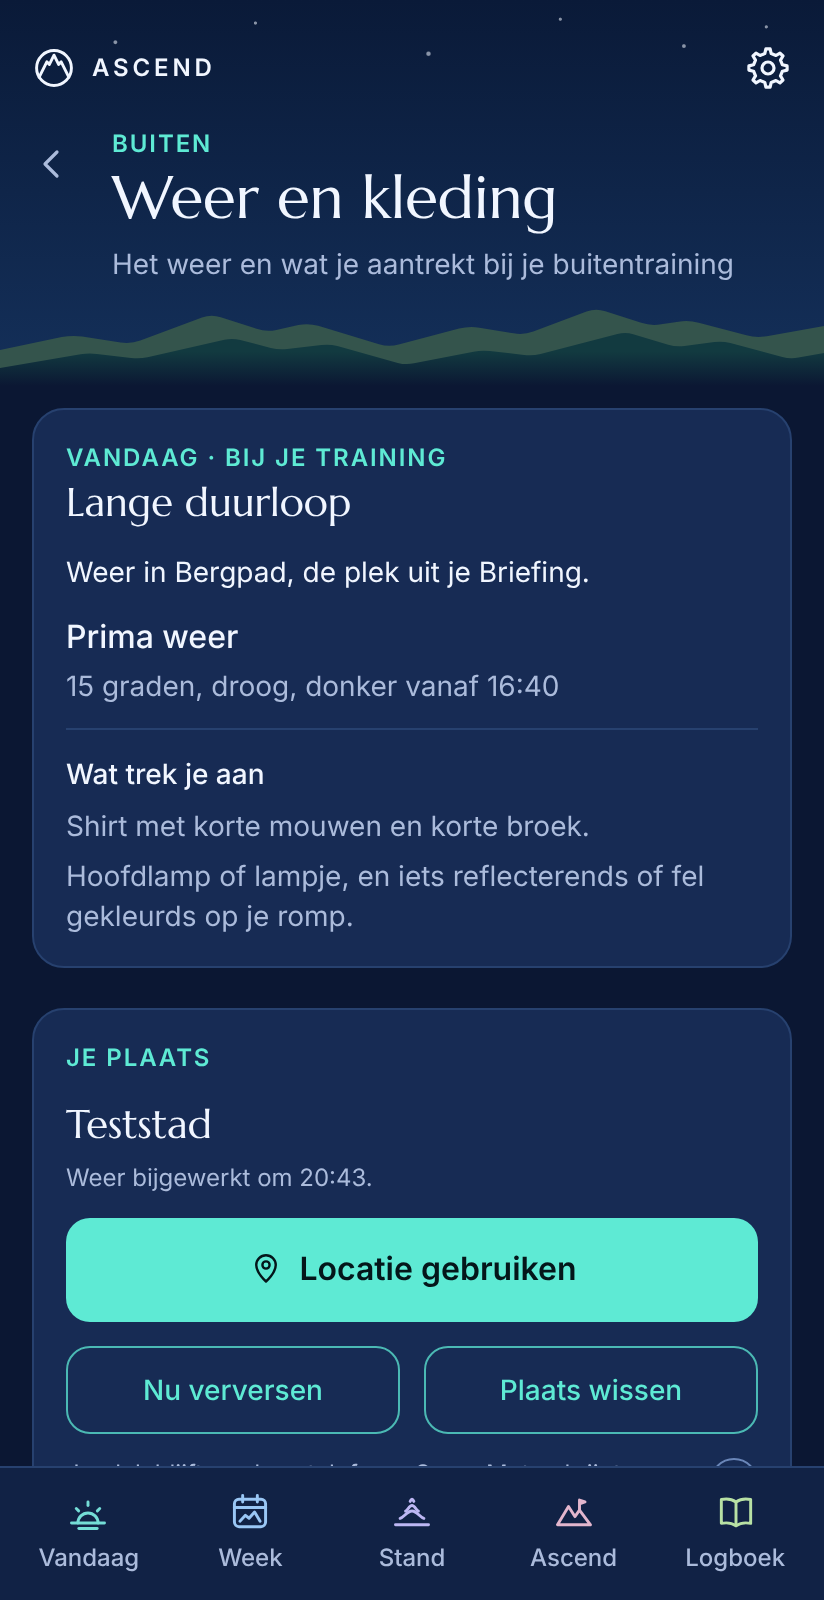 ASCEND
BUITEN
Weer en kleding
Het weer en wat je aantrekt bij je buitentraining
VANDAAG · BIJ JE TRAINING
Lange duurloop
Weer in Bergpad, de plek uit je Briefing.
Prima weer
15 graden, droog, donker vanaf 16:40
Wat trek je aan
Shirt met korte mouwen en korte broek.
Hoofdlamp of lampje, en iets reflecterends of fel
gekleurds op je romp.
JE PLAATS
Teststad
Weer bijgewerkt om 20:43.
Locatie gebruiken
Nu verversen
Plaats wissen
Vandaag
Week
Stand
Ascend
Logboek